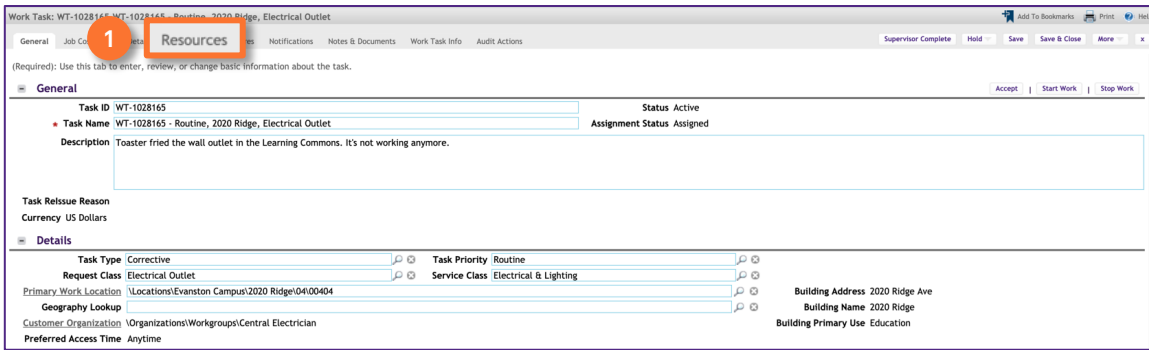 Work Task: WT-1028165-WT-1028165 - Routine, 2020 Ridge, Electrical Outlet
Add To Bookmarks Print Hel
General Job Co 1 Resources Notifications Notes & Documents Work Task Info Audit Actions Supervisor Complete Hold Save Save & Close More x
(Required): Use this tab to enter, review, or change basic information about the task.
General Accept | Start Work | Stop Work
Task ID WT-1028165 Status Active
* Task Name WT-1028165 - Routine, 2020 Ridge, Electrical Outlet Assignment Status Assigned
Description Toaster fried the wall outlet in the Learning Commons. It's not working anymore.
Task ReIssue Reason
Currency US Dollars
Details
Task Type Corrective Task Priority Routine
Request Class Electrical Outlet Service Class Electrical & Lighting
Primary Work Location \Locations\Evanston Campus\2020 Ridge\04\00404 Building Address 2020 Ridge Ave
Geography Lookup Building Name 2020 Ridge
Customer Organization \Organizations\Workgroups\Central Electrician Building Primary Use Education
Preferred Access Time Anytime